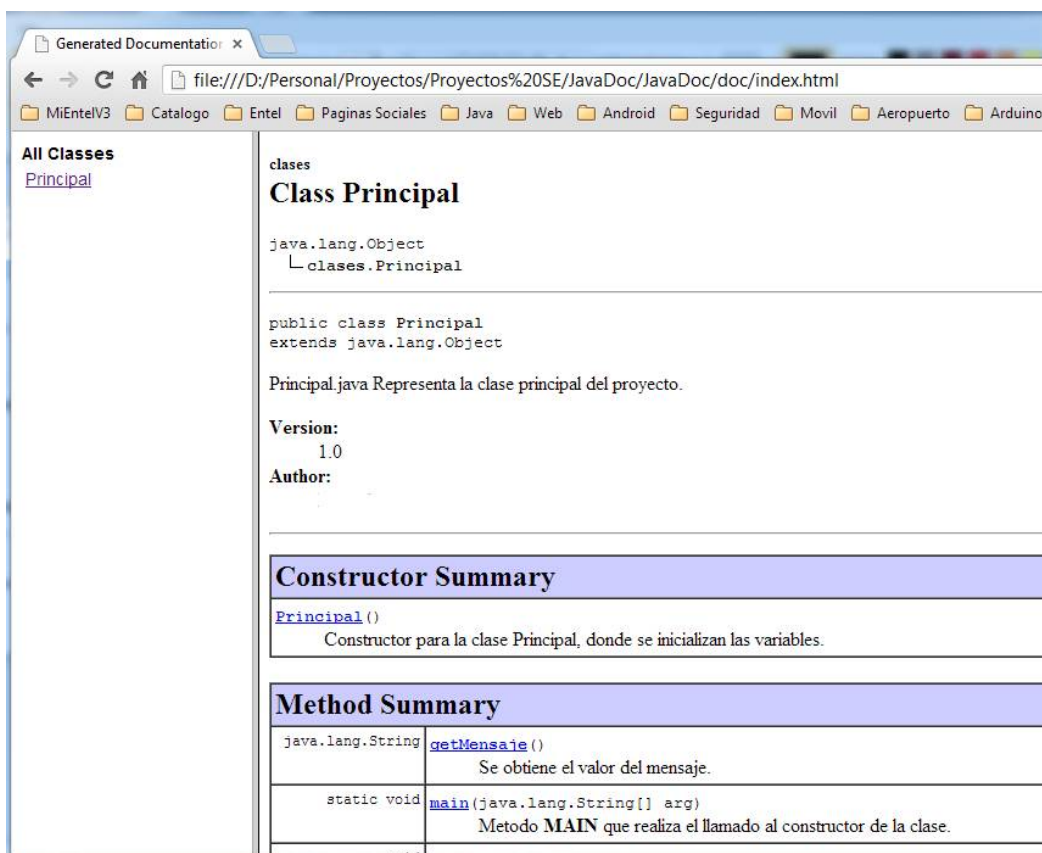 Generated Documentation
file:///D:/Personal/Proyectos/Proyectos%20SE/JavaDoc/JavaDoc/doc/index.html
MiEntelV3 Catalogo Entel Paginas Sociales Java Web Android Seguridad Movil Aeropuerto Arduino
All Classes
Principal
clases
Class Principal
java.lang.Object
clases.Principal
public class Principal
extends java.lang.Object
Principal.java Representa la clase principal del proyecto.
Version:
1.0
Author:
Constructor Summary
Principal()
Constructor para la clase Principal, donde se inicializan las variables.
Method Summary
java.lang.String getMensaje()
Se obtiene el valor del mensaje.
static void main(java.lang.String[] arg)
Metodo MAIN que realiza el llamado al constructor de la clase.